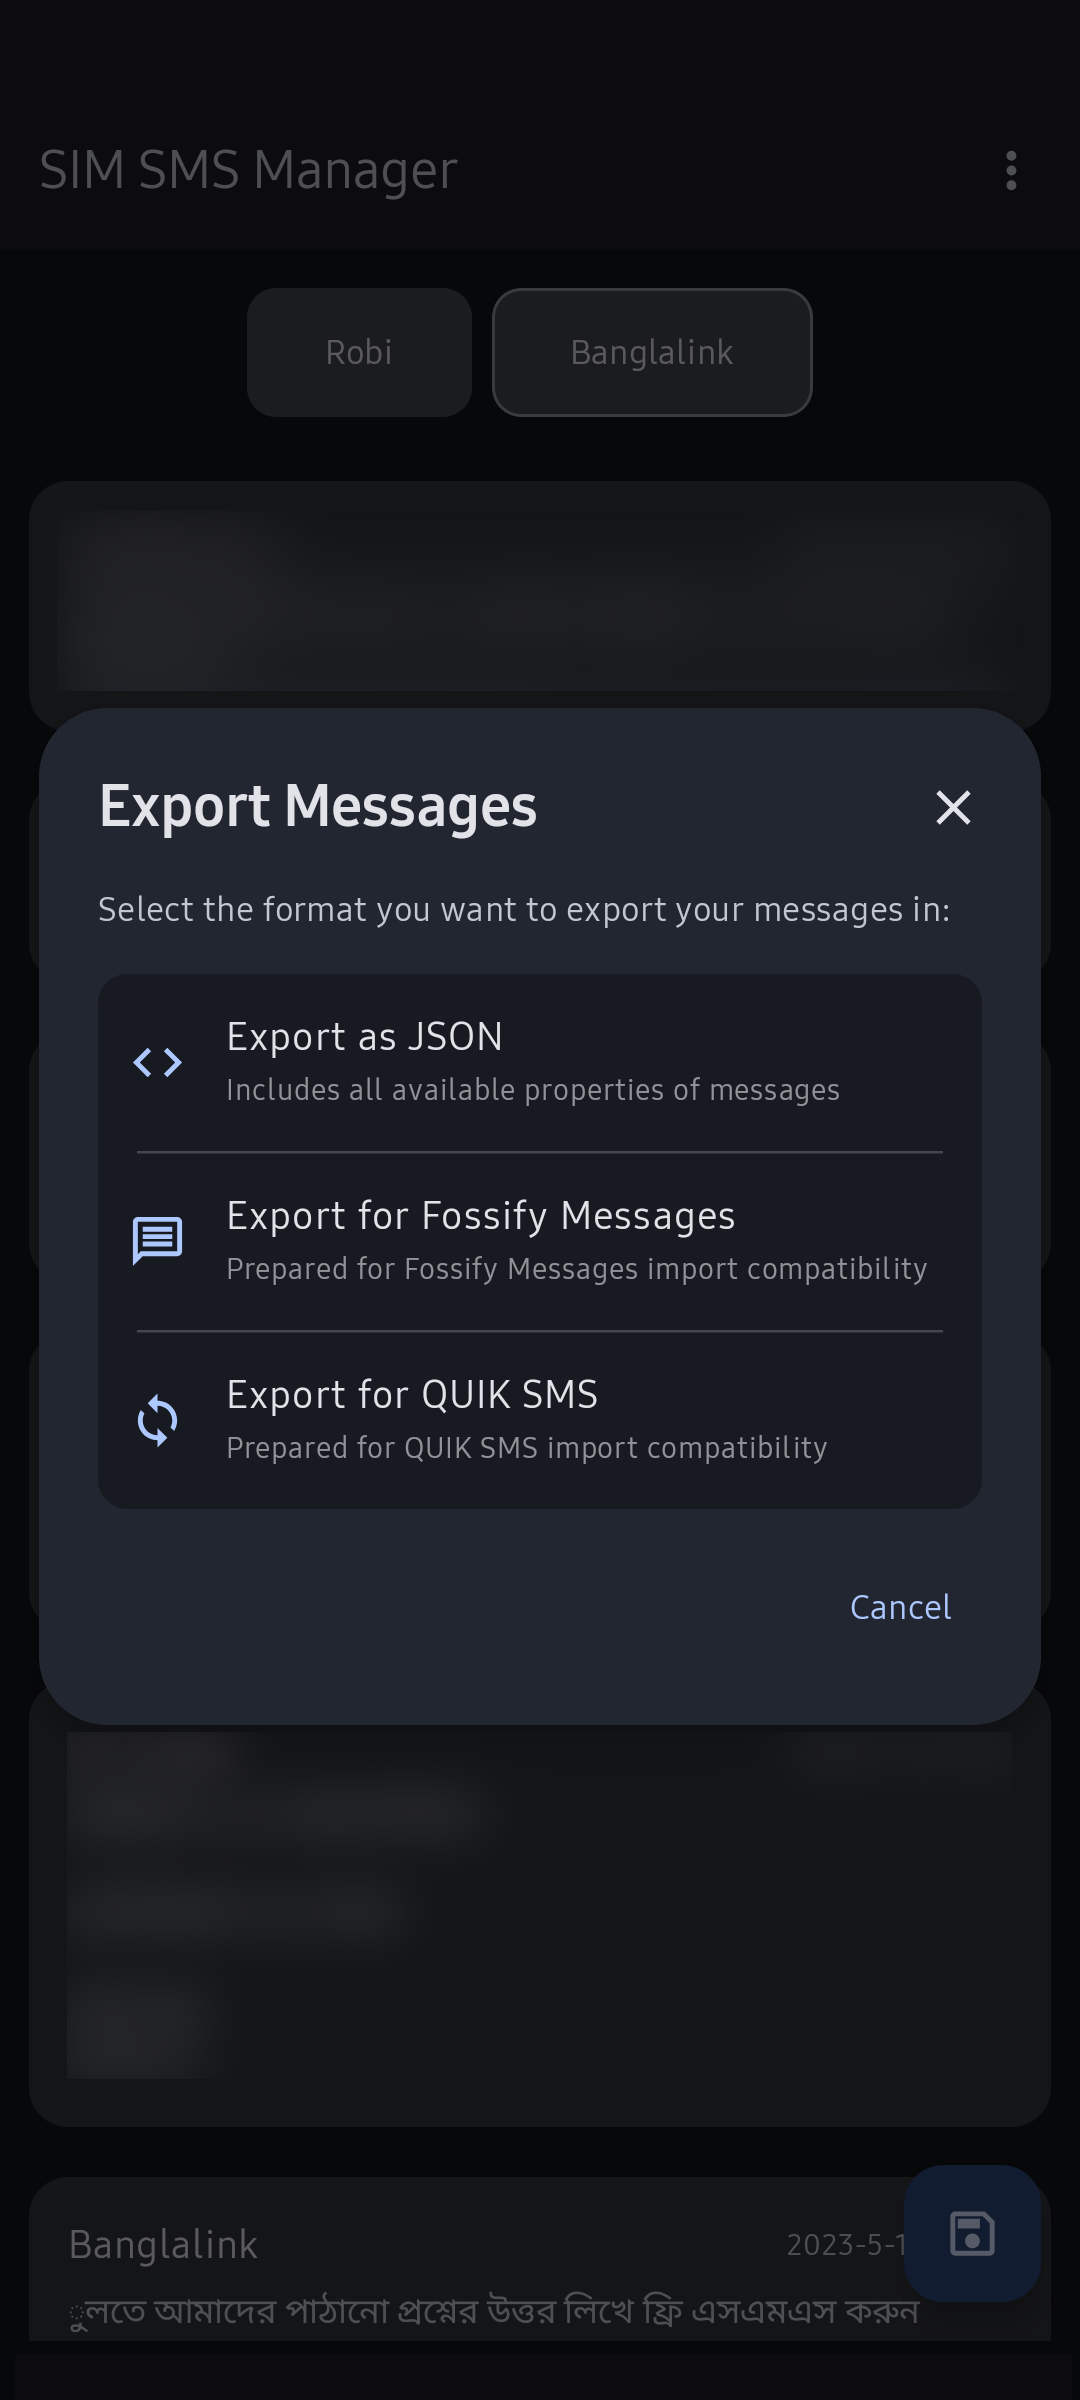 SIM SMS Manager
Robi
Banglalink
Export Messages
Select the format you want to export your messages in:
Export as JSON
Includes all available properties of messages
Export for Fossify Messages
Prepared for Fossify Messages import compatibility
Export for QUIK SMS
Prepared for QUIK SMS import compatibility
Cancel
Banglalink 2023-5-1
ুলতে আমাদের পাঠানো প্রশ্নের উত্তর লিখে ফ্রি এসএমএস করুন